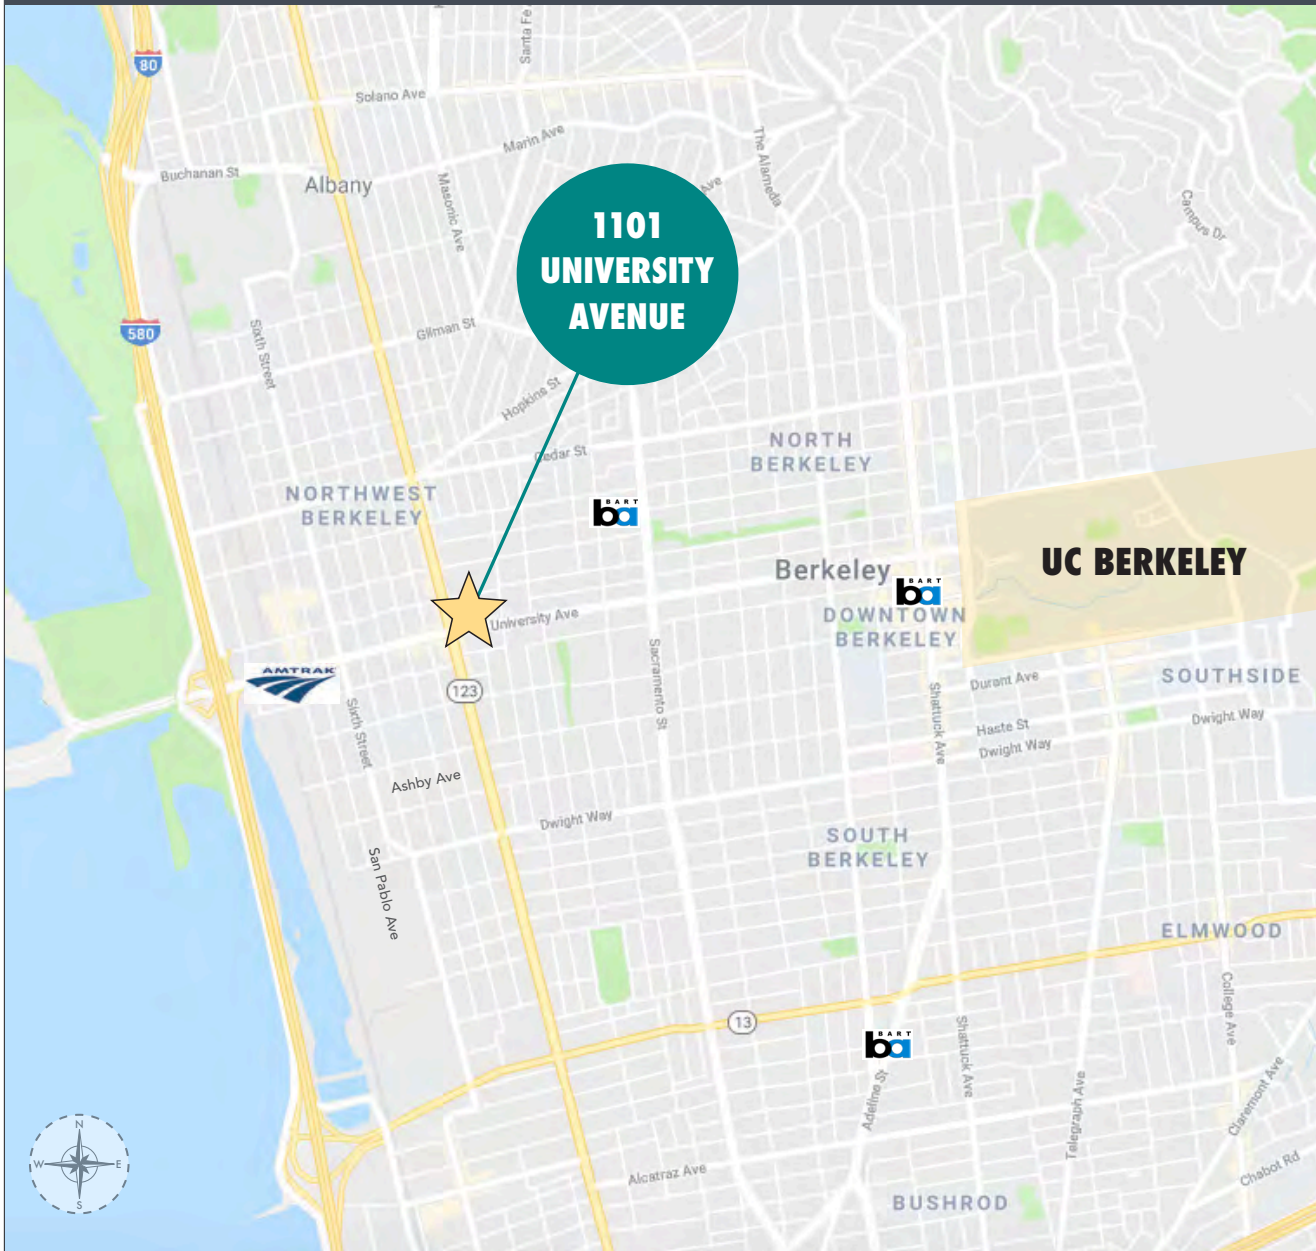 Santa Fe
80
Solano Ave
Marin Ave
The Alameda
Buchanan St
Albany
Masonic Ave
Ave
Campus Dr
1101
UNIVERSITY
AVENUE
580
Sixth Street
Gilman St
Hopkins St
Cedar St
NORTH
BERKELEY
NORTHWEST
BERKELEY
BART
ba
UC BERKELEY
Berkeley
BART
ba
DOWNTOWN
BERKELEY
University Ave
AMTRAK
123
Sacramento St
SOUTHSIDE
Durant Ave
Shattuck Ave
Sixth Street
Haste St
Dwight Way
Dwight Way
Ashby Ave
Dwight Way
SOUTH
BERKELEY
San Pablo Ave
ELMWOOD
College Ave
13
Shattuck Ave
BART
ba
Adeline St
Telegraph Ave
Claremont Ave
N
W
E
S
Alcatraz Ave
Chabot Rd
BUSHROD